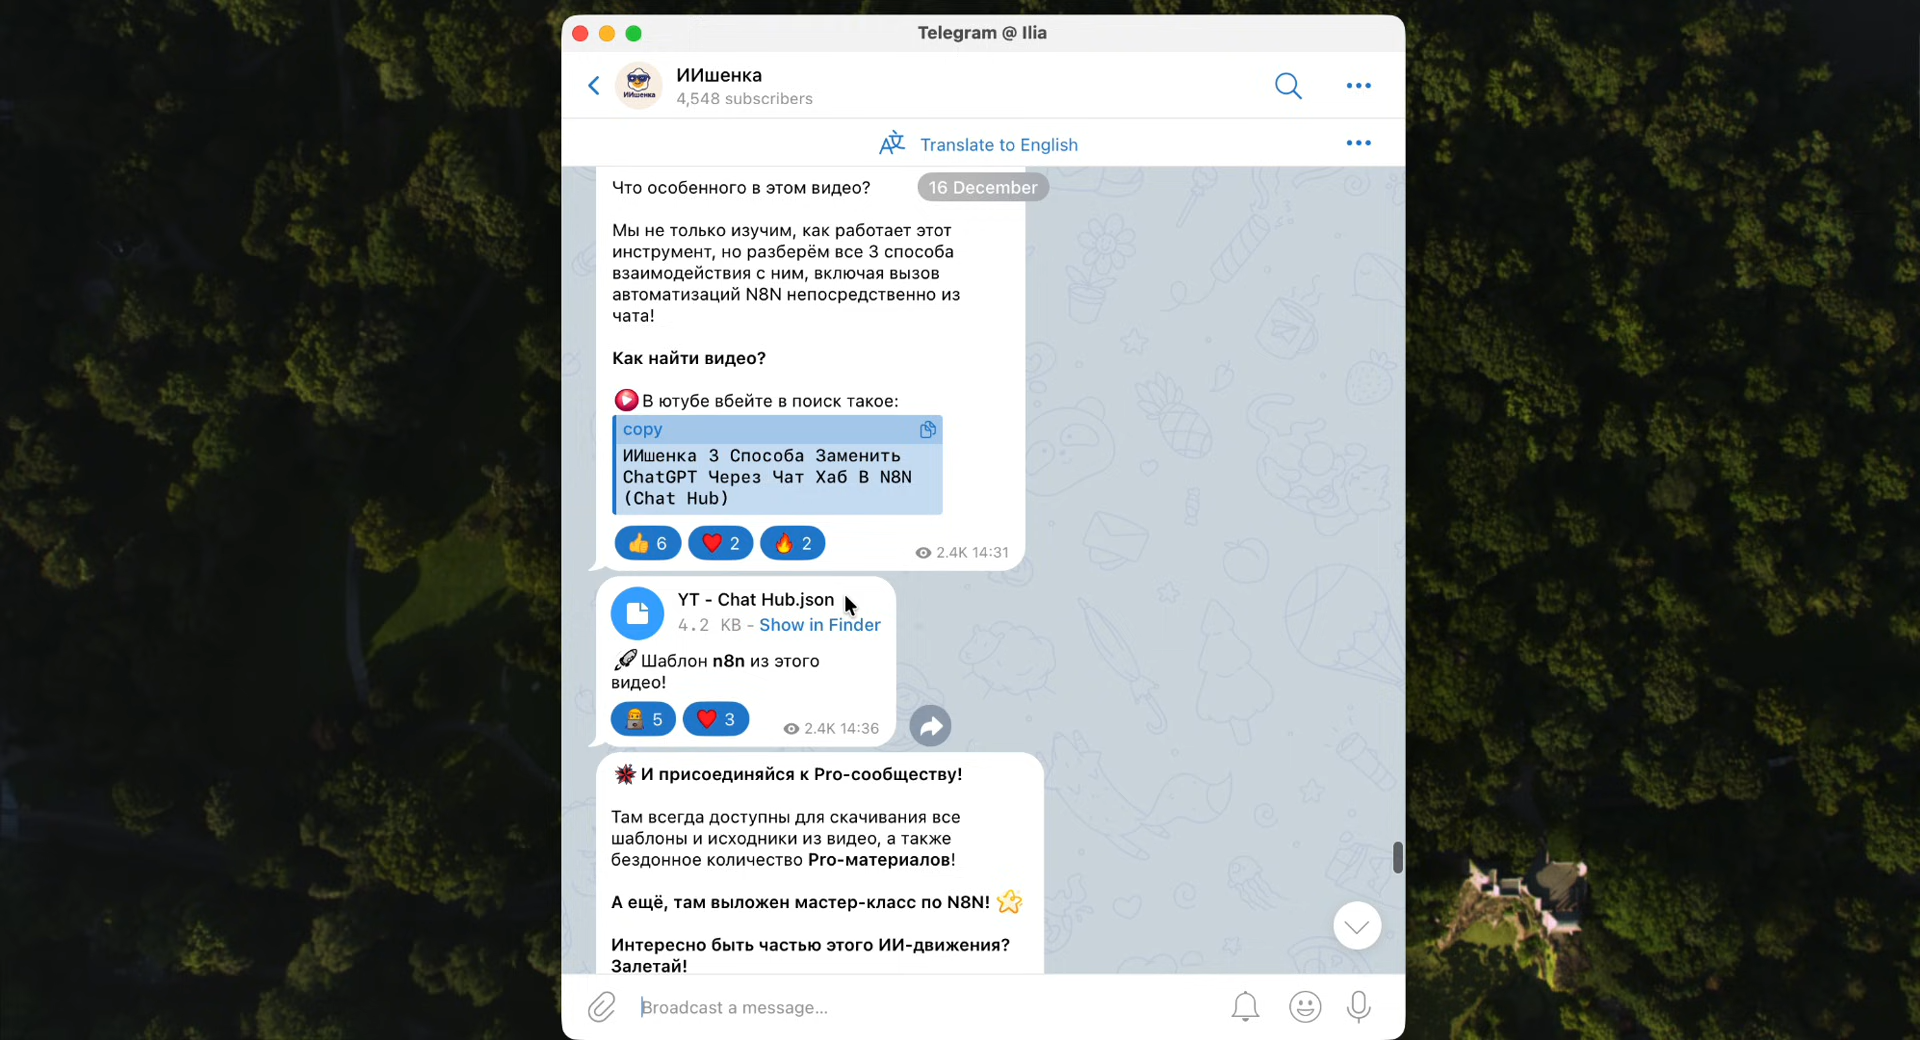 Telegram @ Ilia
ИИшенка
4,548 subscribers
Translate to English
16 December
Что особенного в этом видео?
Мы не только изучим, как работает этот
инструмент, но разберём все 3 способа
взаимодействия с ним, включая вызов
автоматизаций N8N непосредственно из
чата!
Как найти видео?
В ютубе вбейте в поиск такое:
copy
ИИшенка 3 Способа Заменить
ChatGPT Через Чат Хаб В N8N
(Chat Hub)
6 2 2
2.4K 14:31
YT - Chat Hub.json
4.2 KB - Show in Finder
Шаблон n8n из этого
видео!
5 3
2.4K 14:36
И присоединяйся к Pro-сообществу!
Там всегда доступны для скачивания все
шаблоны и исходники из видео, а также
бездонное количество Pro-материалов!
А ещё, там выложен мастер-класс по N8N!
Интересно быть частью этого ИИ-движения?
Залетай!
Broadcast a message...